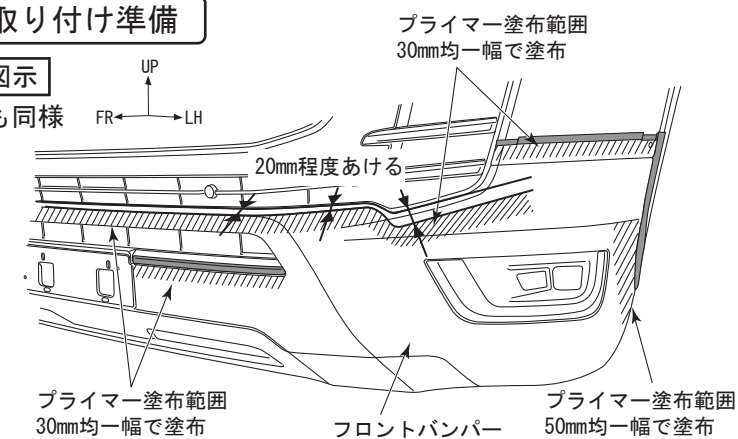 取り付け準備
図示
も同様
UP
FR
LH
プライマー塗布範囲
30mm均一幅で塗布
20mm程度あける
プライマー塗布範囲
30mm均一幅で塗布
フロントバンパー
プライマー塗布範囲
50mm均一幅で塗布